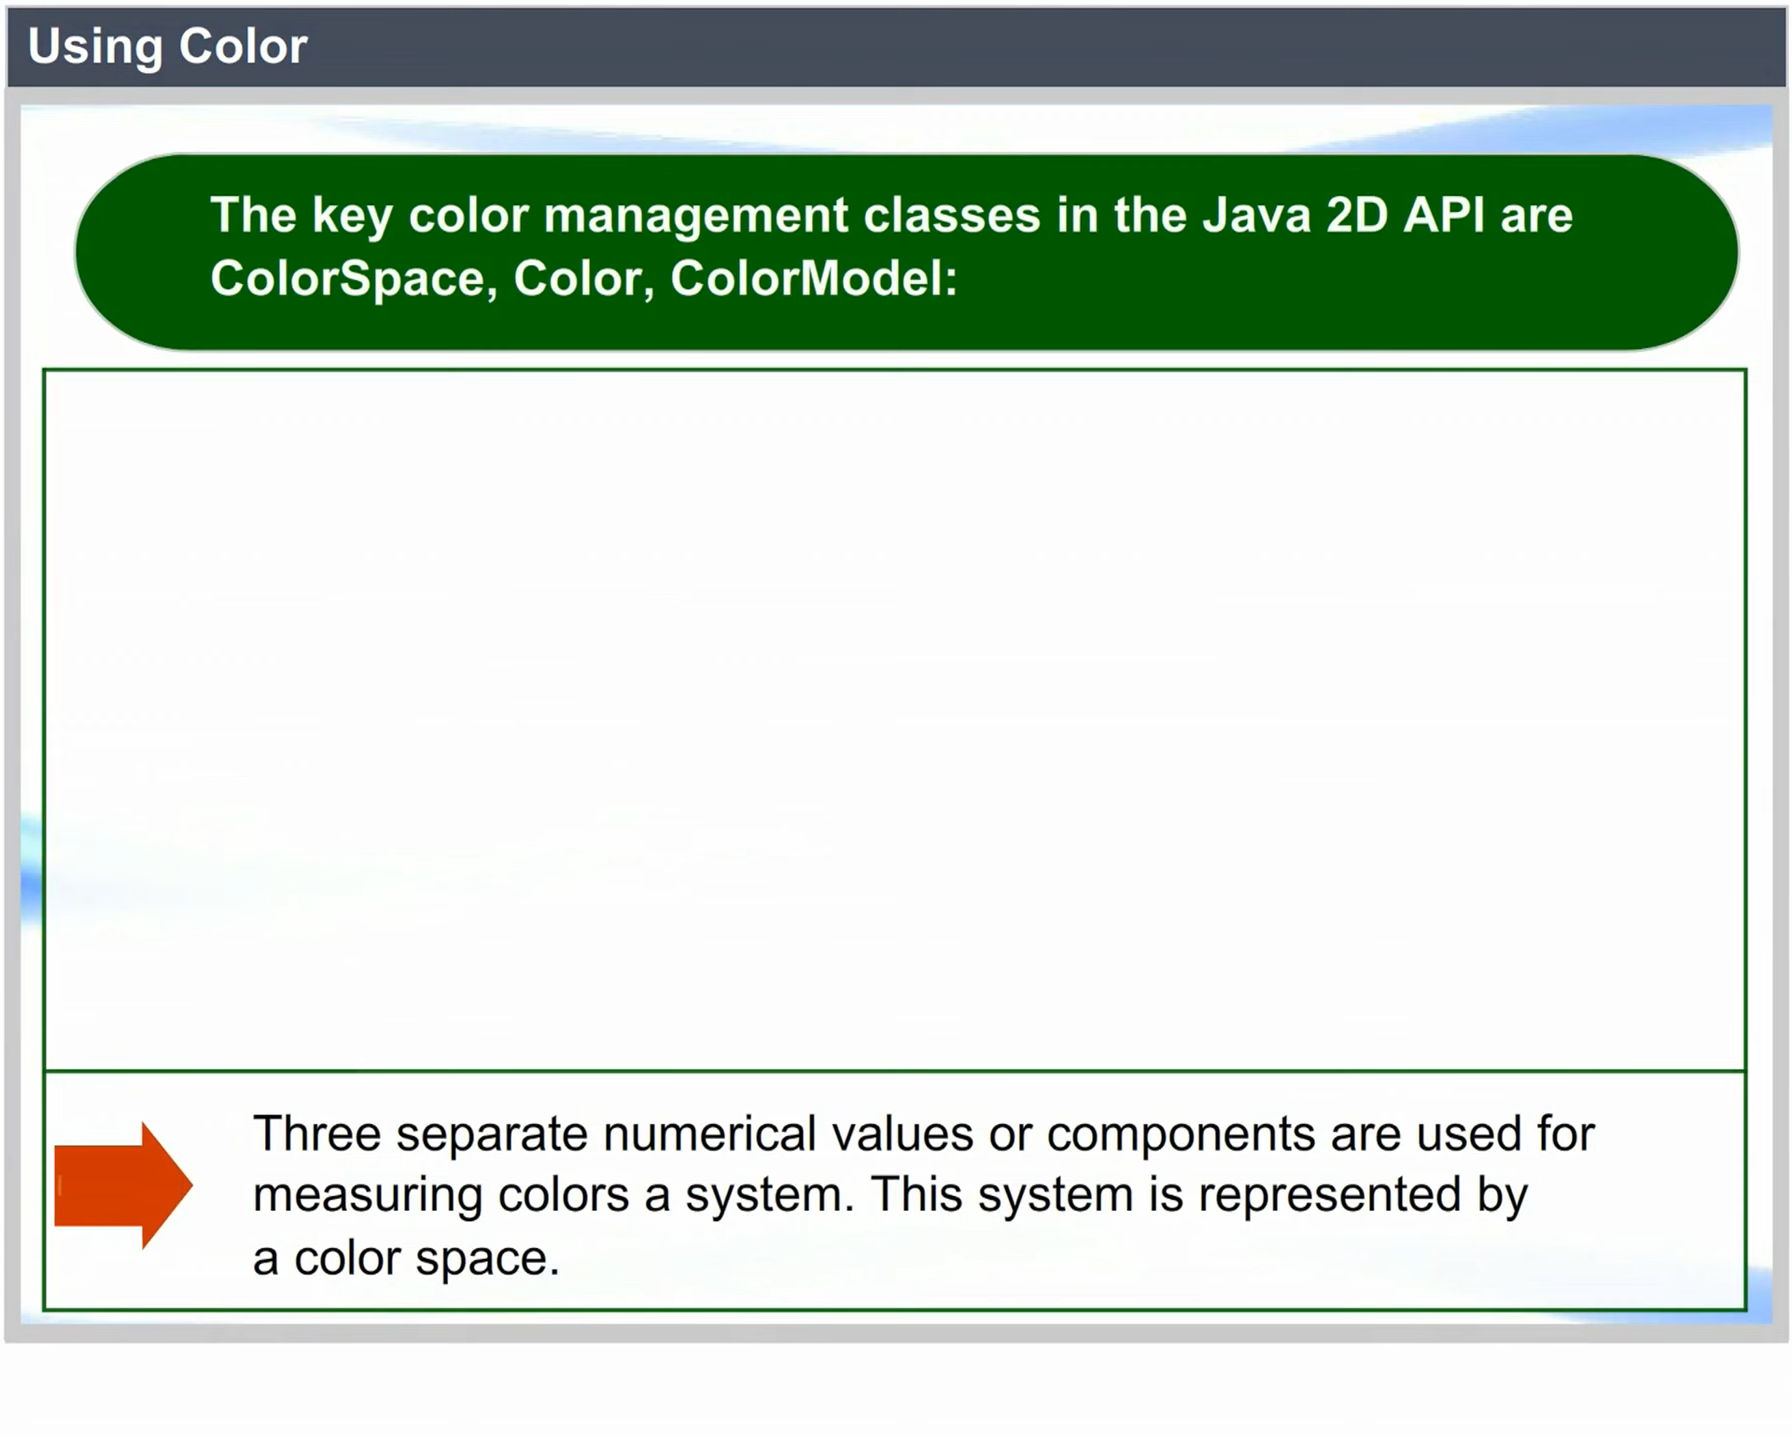 Using Color
The key color management classes in the Java 2D API are
ColorSpace, Color, ColorModel:
Three separate numerical values or components are used for
measuring colors a system. This system is represented by
a color space.